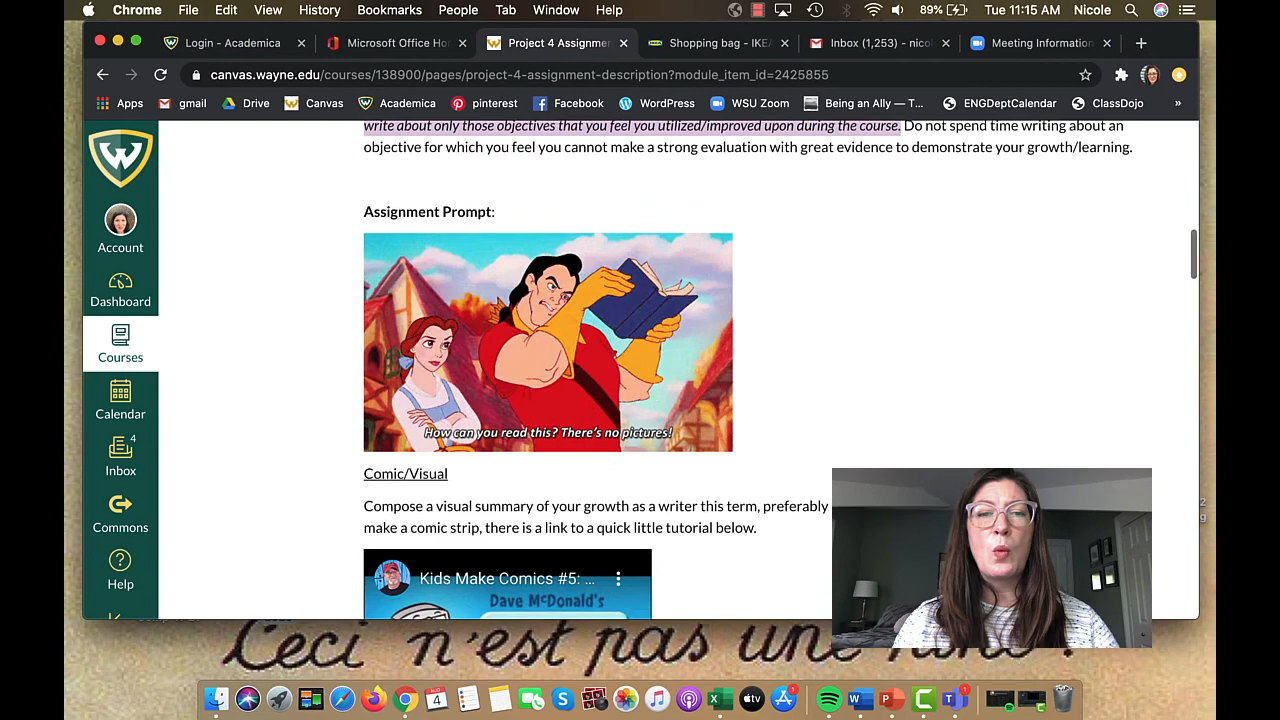 Chrome File Edit View History Bookmarks People Tab Window Help 89% Tue 11:15 AM Nicole
Login - Academica Microsoft Office Ho Project 4 Assignme Shopping bag - IKE Inbox (1,253) - nico Meeting Information
canvas.wayne.edu/courses/138900/pages/project-4-assignment-description?module_item_id=2425855
Apps gmail Drive Canvas Academica pinterest Facebook WordPress WSU Zoom Being an Ally — T... ENGDeptCalendar ClassDojo »
write about only those objectives that you feel you utilized/improved upon during the course. Do not spend time writing about an
objective for which you feel you cannot make a strong evaluation with great evidence to demonstrate your growth/learning.
W
Account
Dashboard
Courses
Calendar
4
Inbox
Commons
Help
Assignment Prompt:
How can you read this? There's no pictures!
Comic/Visual
Compose a visual summary of your growth as a writer this term, preferably
make a comic strip, there is a link to a quick little tutorial below.
Kids Make Comics #5: ...
Dave McDonald's
Ceci n'est pas une
AUG
4
1
1